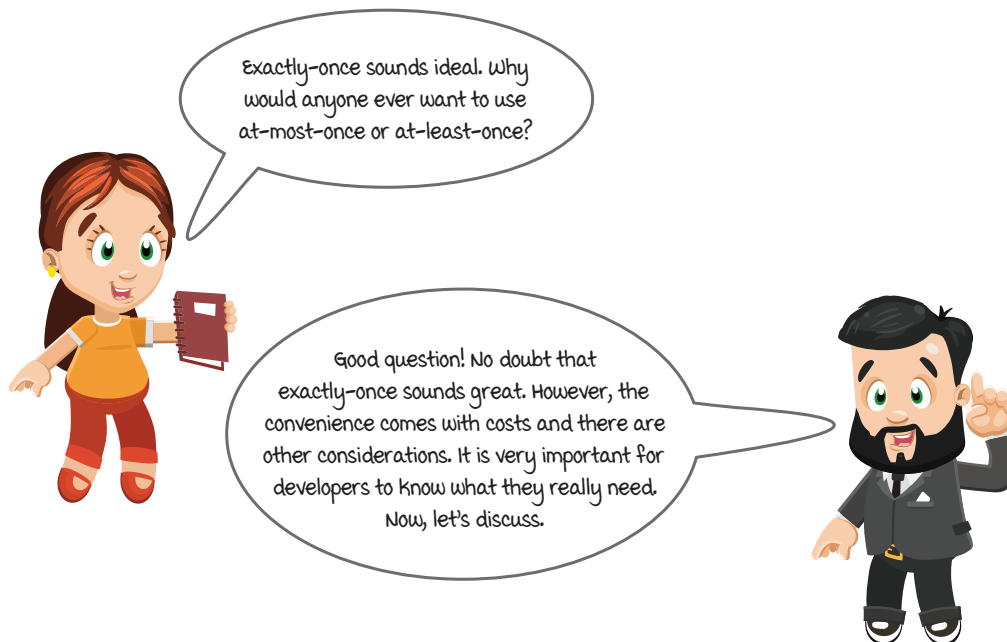 Exactly-once sounds ideal. Why
would anyone ever want to use
at-most-once or at-least-once?
Good question! No doubt that
exactly-once sounds great. However, the
convenience comes with costs and there are
other considerations. It is very important for
developers to know what they really need.
Now, let's discuss.